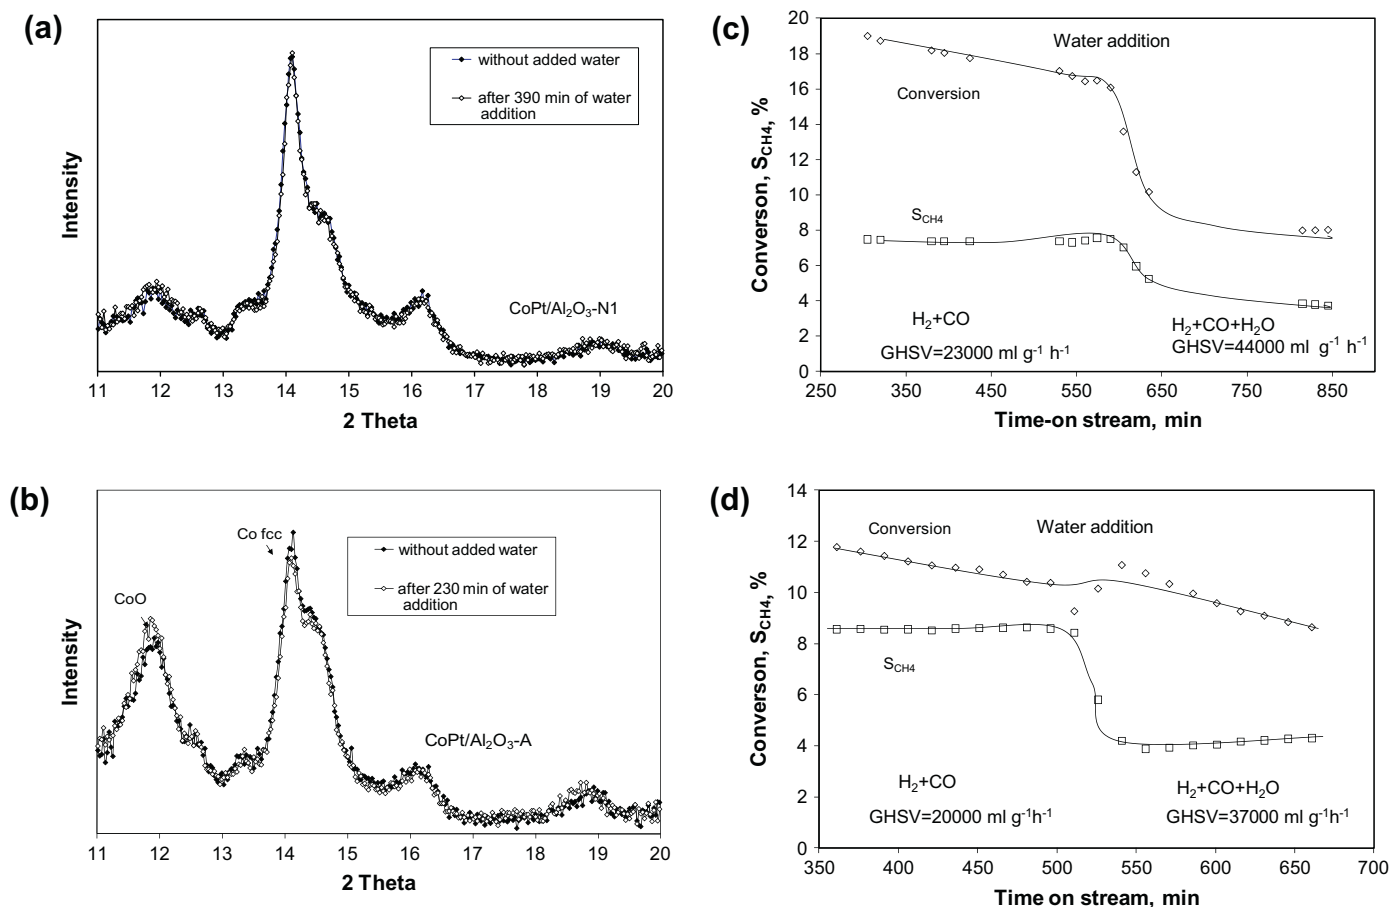 (a)
without added water
after 390 min of water
addition
Intensity
CoPt/Al₂O₃-N1
11 12 13 14 15 16 17 18 19 20
2 Theta
(c)
20
18
16
14
12
10
8
6
4
2
0
Converson, S_CH4, %
Water addition
Conversion
S_CH4
H₂+CO
GHSV=23000 ml g⁻¹ h⁻¹
H₂+CO+H₂O
GHSV=44000 ml g⁻¹ h⁻¹
250 350 450 550 650 750 850
Time-on stream, min
(b)
Co fcc
without added water
after 230 min of water
addition
CoO
Intensity
CoPt/Al₂O₃-A
11 12 13 14 15 16 17 18 19 20
2 Theta
(d)
14
12
10
8
6
4
2
0
Converson, S_CH4, %
Conversion
Water addition
S_CH4
H₂+CO
GHSV=20000 ml g⁻¹h⁻¹
H₂+CO+H₂O
GHSV=37000 ml g⁻¹h⁻¹
350 400 450 500 550 600 650 700
Time on stream, min